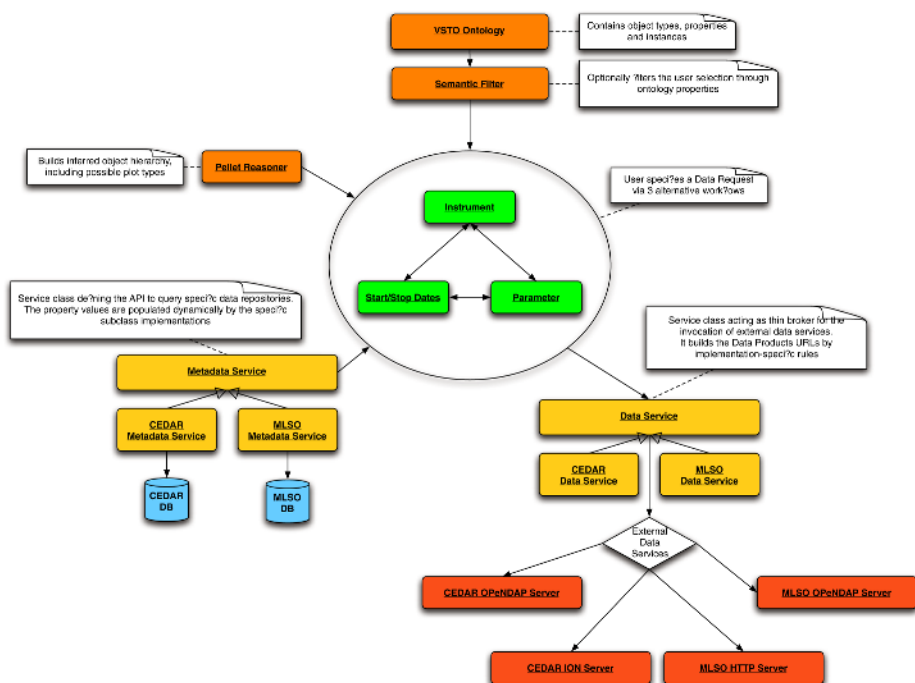 VSTO Ontology
Contains object types, properties
and instances
Semantic Filter
Optionally ?ilters the user selection through
ontology properties
Builds inferred object hierarchy,
including possible plot types
Pellet Reasoner
User speci?es a Data Request
via 3 alternative work?ows
Instrument
Start/Stop Dates
Parameter
Service class de?ning the API to query speci?c data repositories.
The property values are populated dynamically by the speci?c
subclass implementations
Service class acting as thin broker for the
invocation of external data services.
It builds the Data Products URLs by
implementation-speci?c rules
Metadata Service
CEDAR
Metadata Service
MLSO
Metadata Service
CEDAR
DB
MLSO
DB
Data Service
CEDAR
Data Service
MLSO
Data Service
External
Data
Services
CEDAR OPeNDAP Server
MLSO OPeNDAP Server
CEDAR ION Server
MLSO HTTP Server